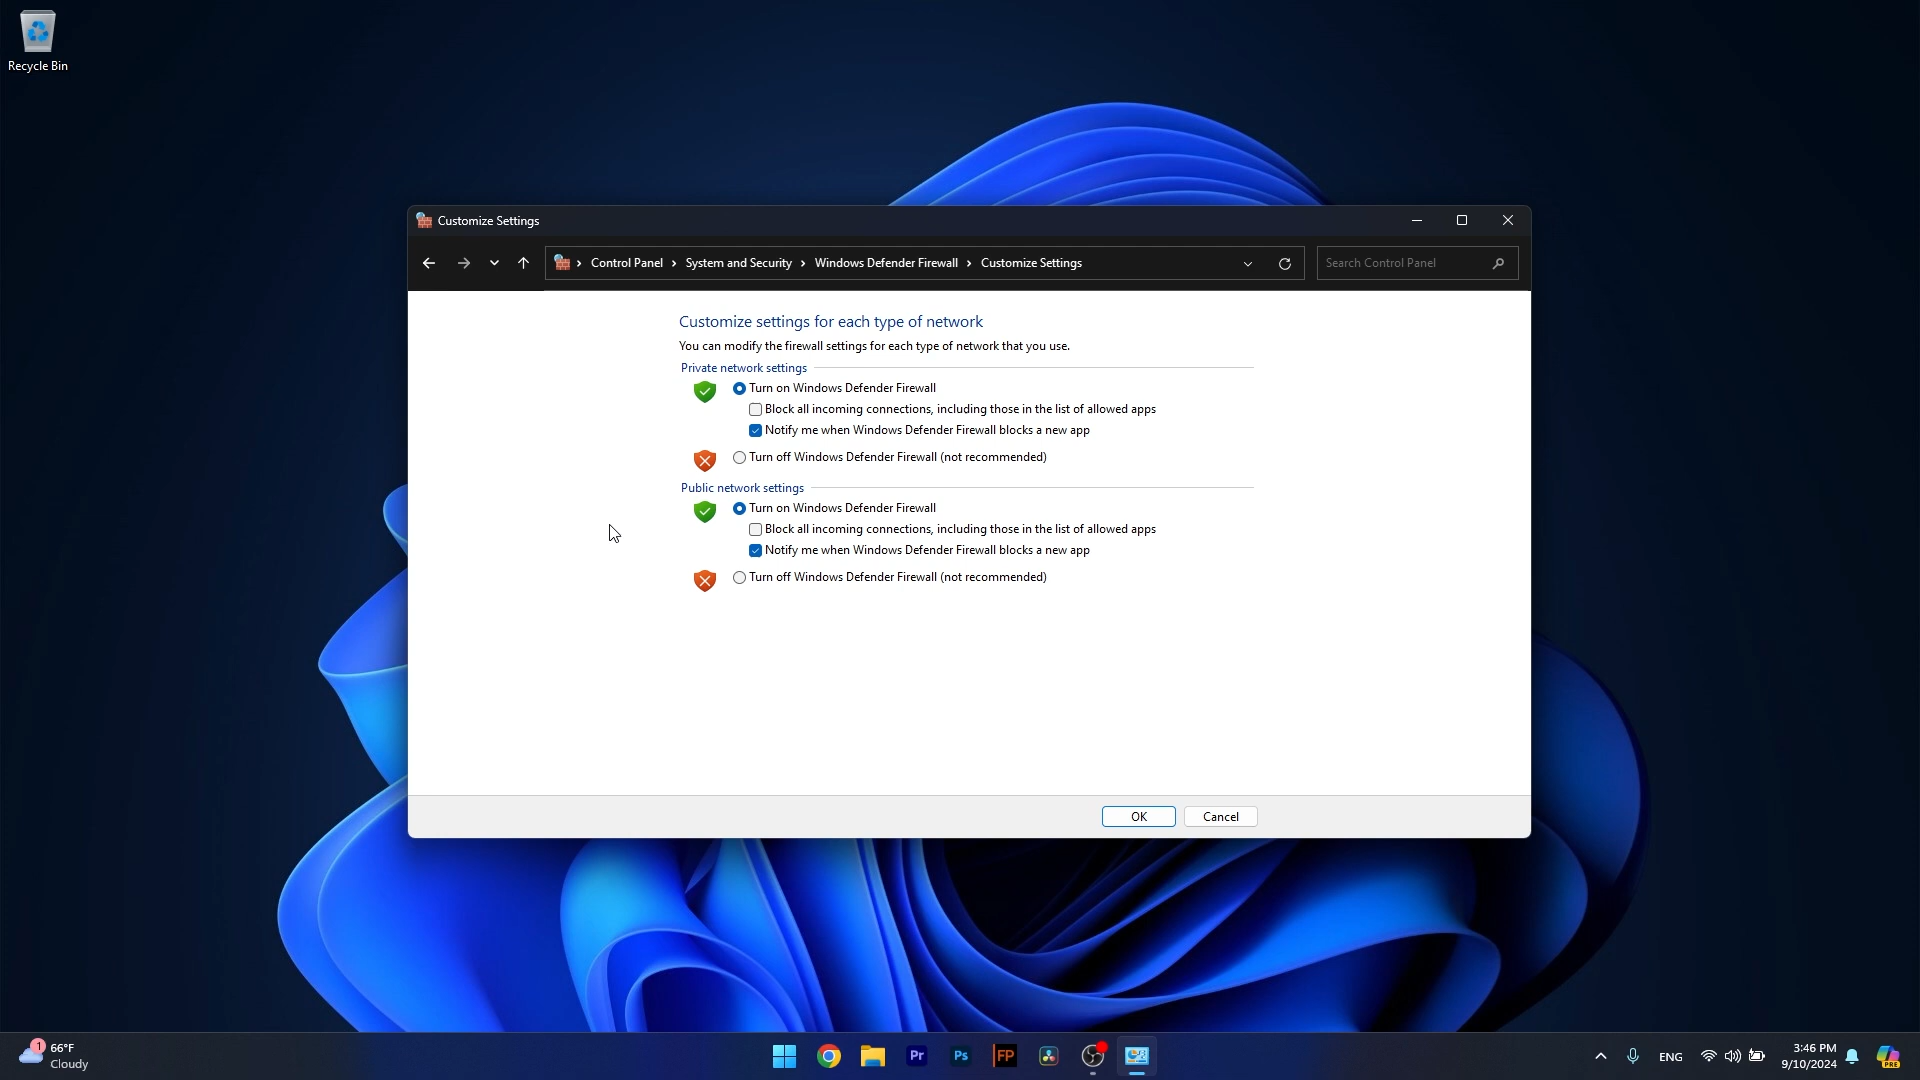 Recycle Bin
Customize Settings
Control Panel > System and Security > Windows Defender Firewall > Customize Settings
Search Control Panel
Customize settings for each type of network
You can modify the firewall settings for each type of network that you use.
Private network settings
Turn on Windows Defender Firewall
Block all incoming connections, including those in the list of allowed apps
Notify me when Windows Defender Firewall blocks a new app
Turn off Windows Defender Firewall (not recommended)
Public network settings
Turn on Windows Defender Firewall
Block all incoming connections, including those in the list of allowed apps
Notify me when Windows Defender Firewall blocks a new app
Turn off Windows Defender Firewall (not recommended)
OK Cancel
1
66°F
Cloudy
Pr
Ps
FP
ENG
3:46 PM
9/10/2024
PRE